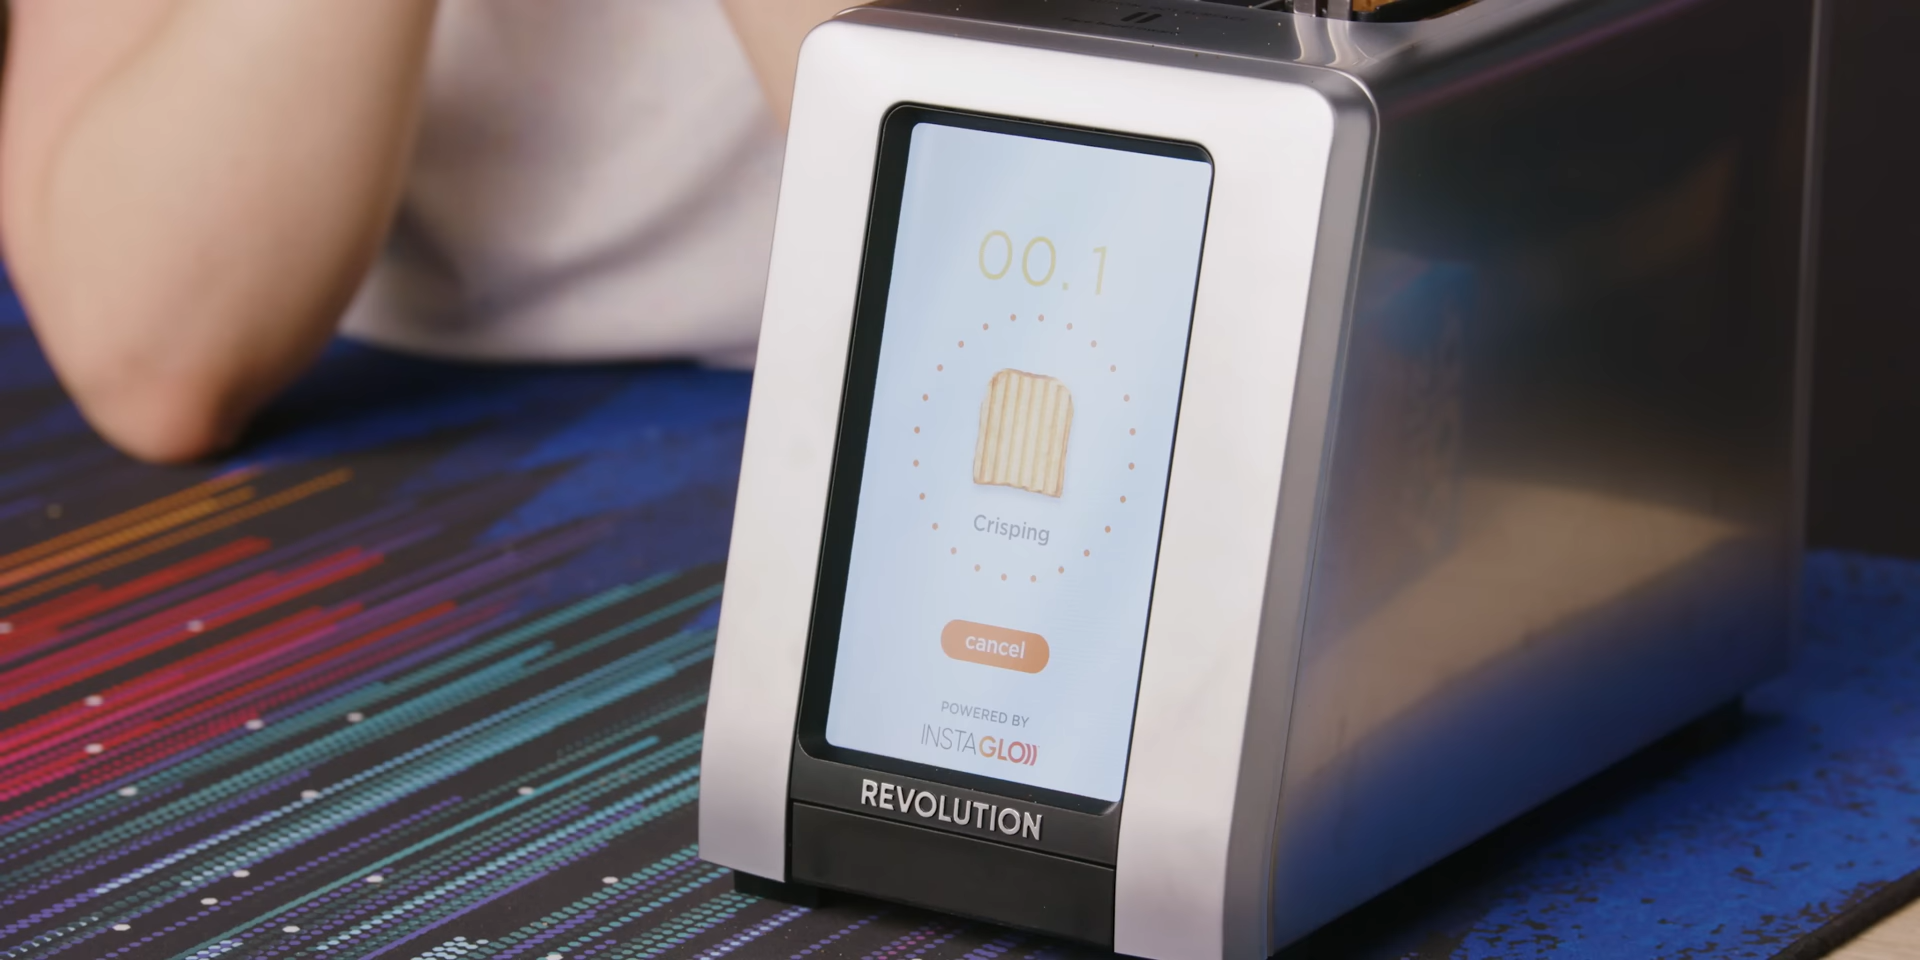 00.1
Crisping
cancel
POWERED BY
INSTAGLO
REVOLUTION